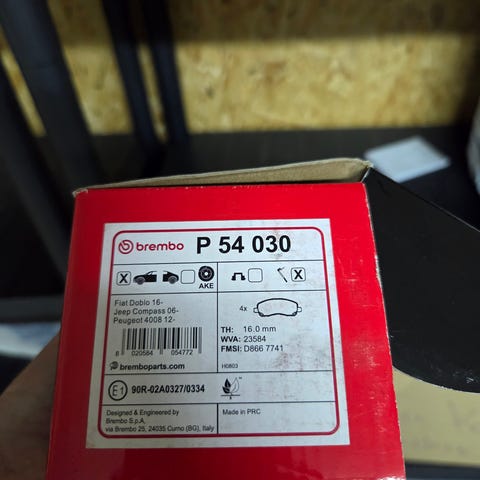 brembo P 54 030
X AKE X
Fiat Doblo 16-
Jeep Compass 06-
Peugeot 4008 12-
4x
8 020584 054772
TH: 16.0 mm
WVA: 23584
FMSI: D866 7741
bremboparts.com
H0803
E1 90R-02A0327/0334
Designed & Engineered by
Brembo S.p.A,
via Brembo 25, 24035 Curno (BG), Italy
Made in PRC